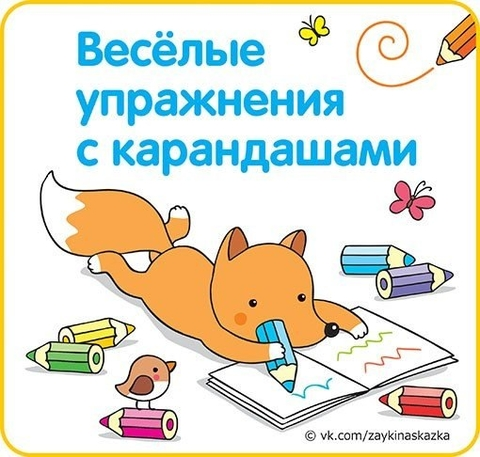 Весёлые
упражнения
с карандашами
© vk.com/zaykinaskazka